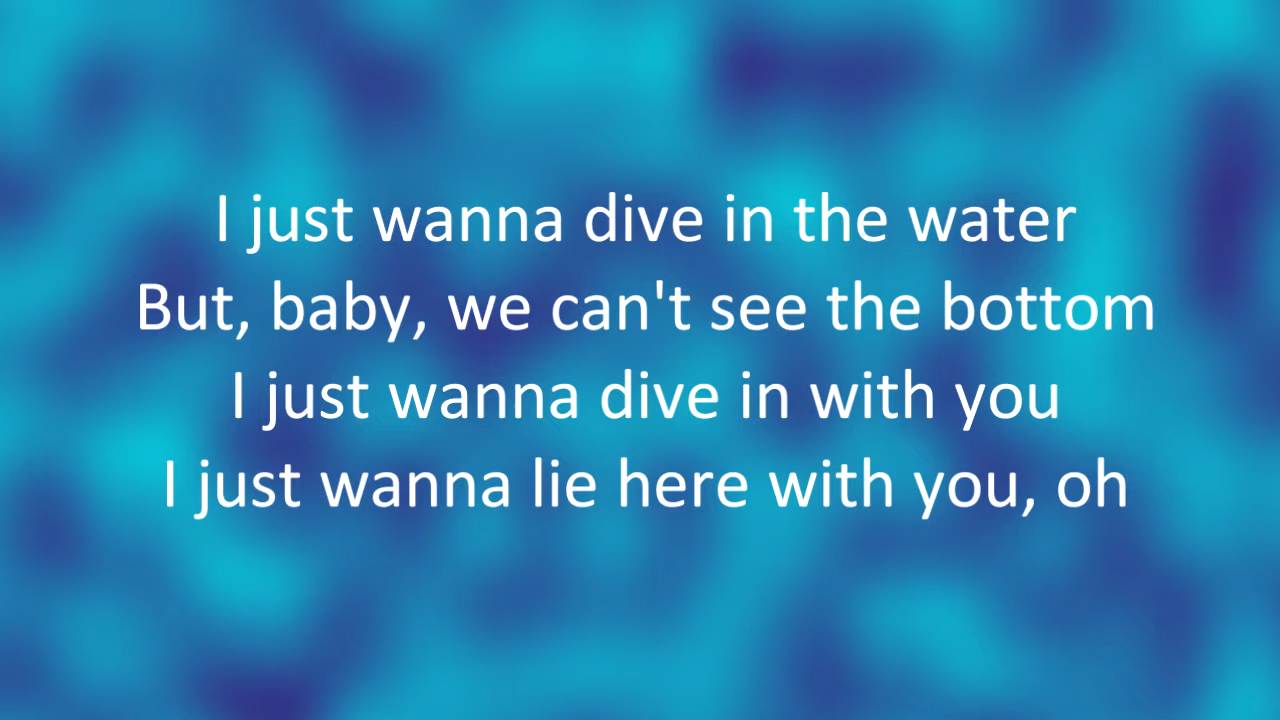 I just wanna dive in the water
But, baby, we can't see the bottom
I just wanna dive in with you
I just wanna lie here with you, oh